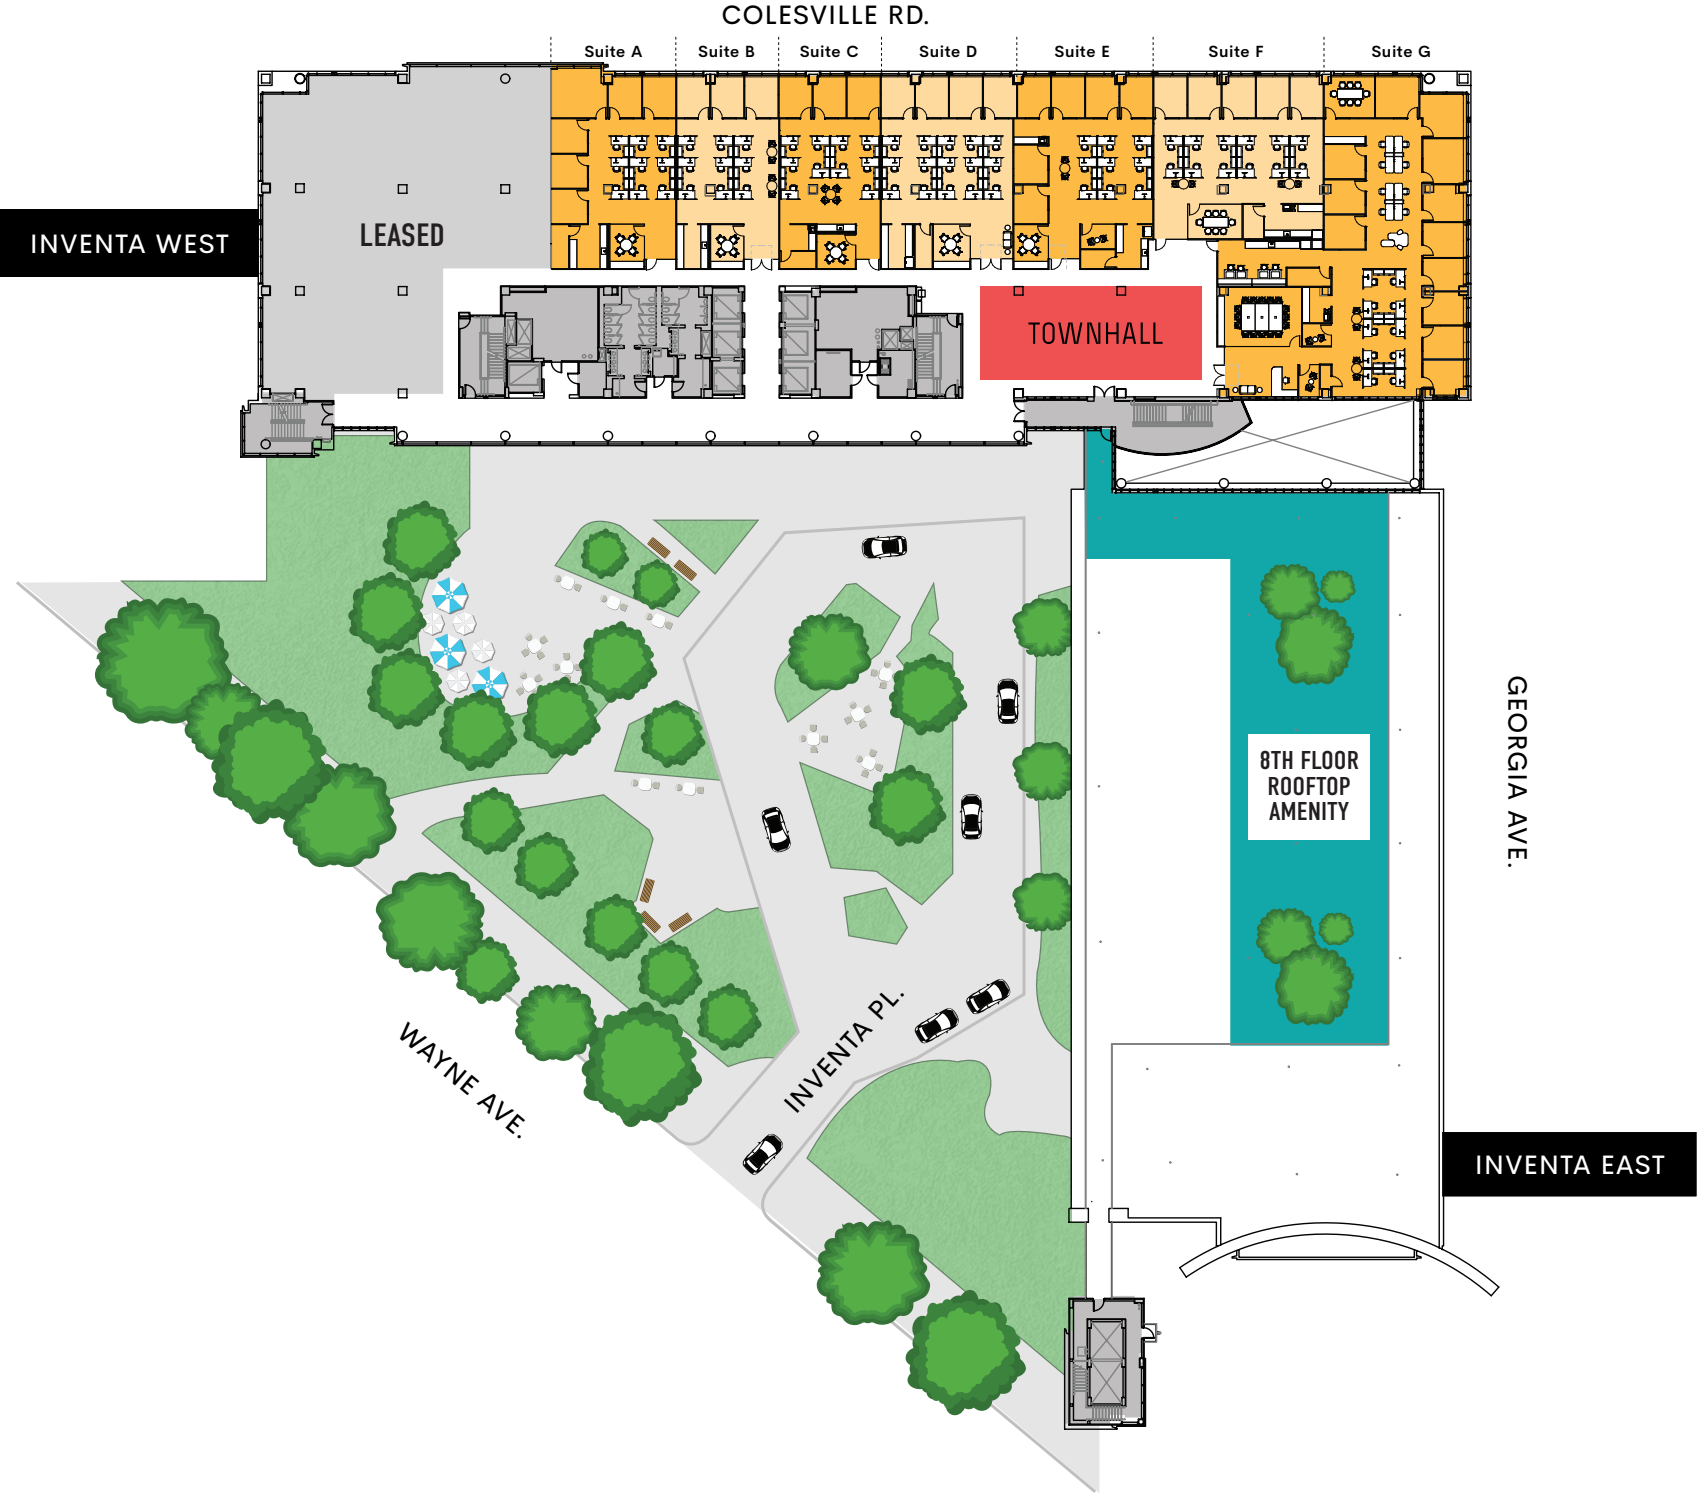 COLESVILLE RD.
Suite A
Suite B
Suite C
Suite D
Suite E
Suite F
Suite G
INVENTA WEST
LEASED
TOWNHALL
8TH FLOOR
ROOFTOP
AMENITY
GEORGIA AVE.
INVENTA PL.
WAYNE AVE.
INVENTA EAST